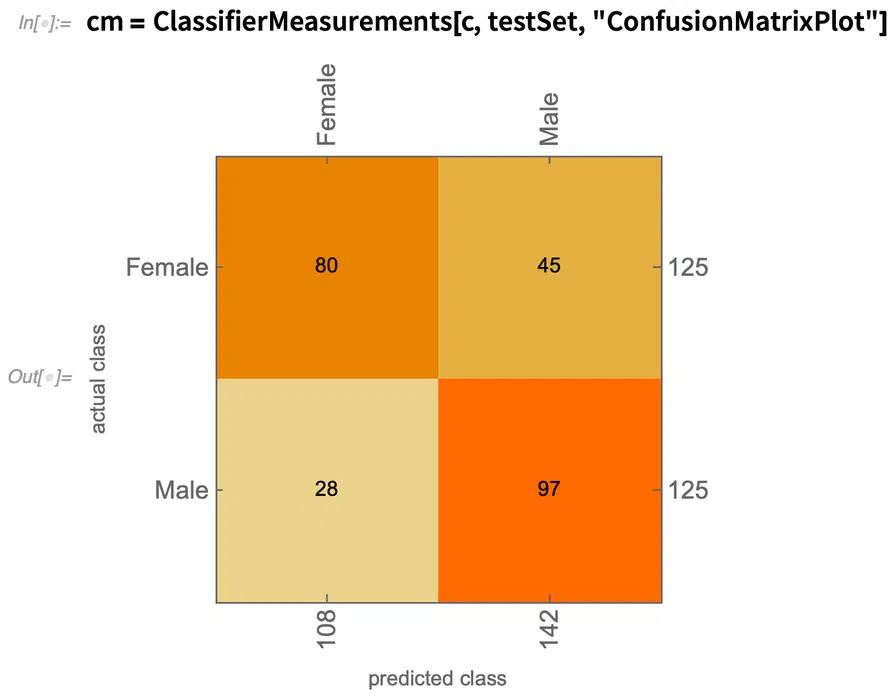 In[●]:= cm = ClassifierMeasurements[c, testSet, "ConfusionMatrixPlot"]
Female
Male
Female
80
45
125
Out[●]=
actual class
Male
28
97
125
108
142
predicted class